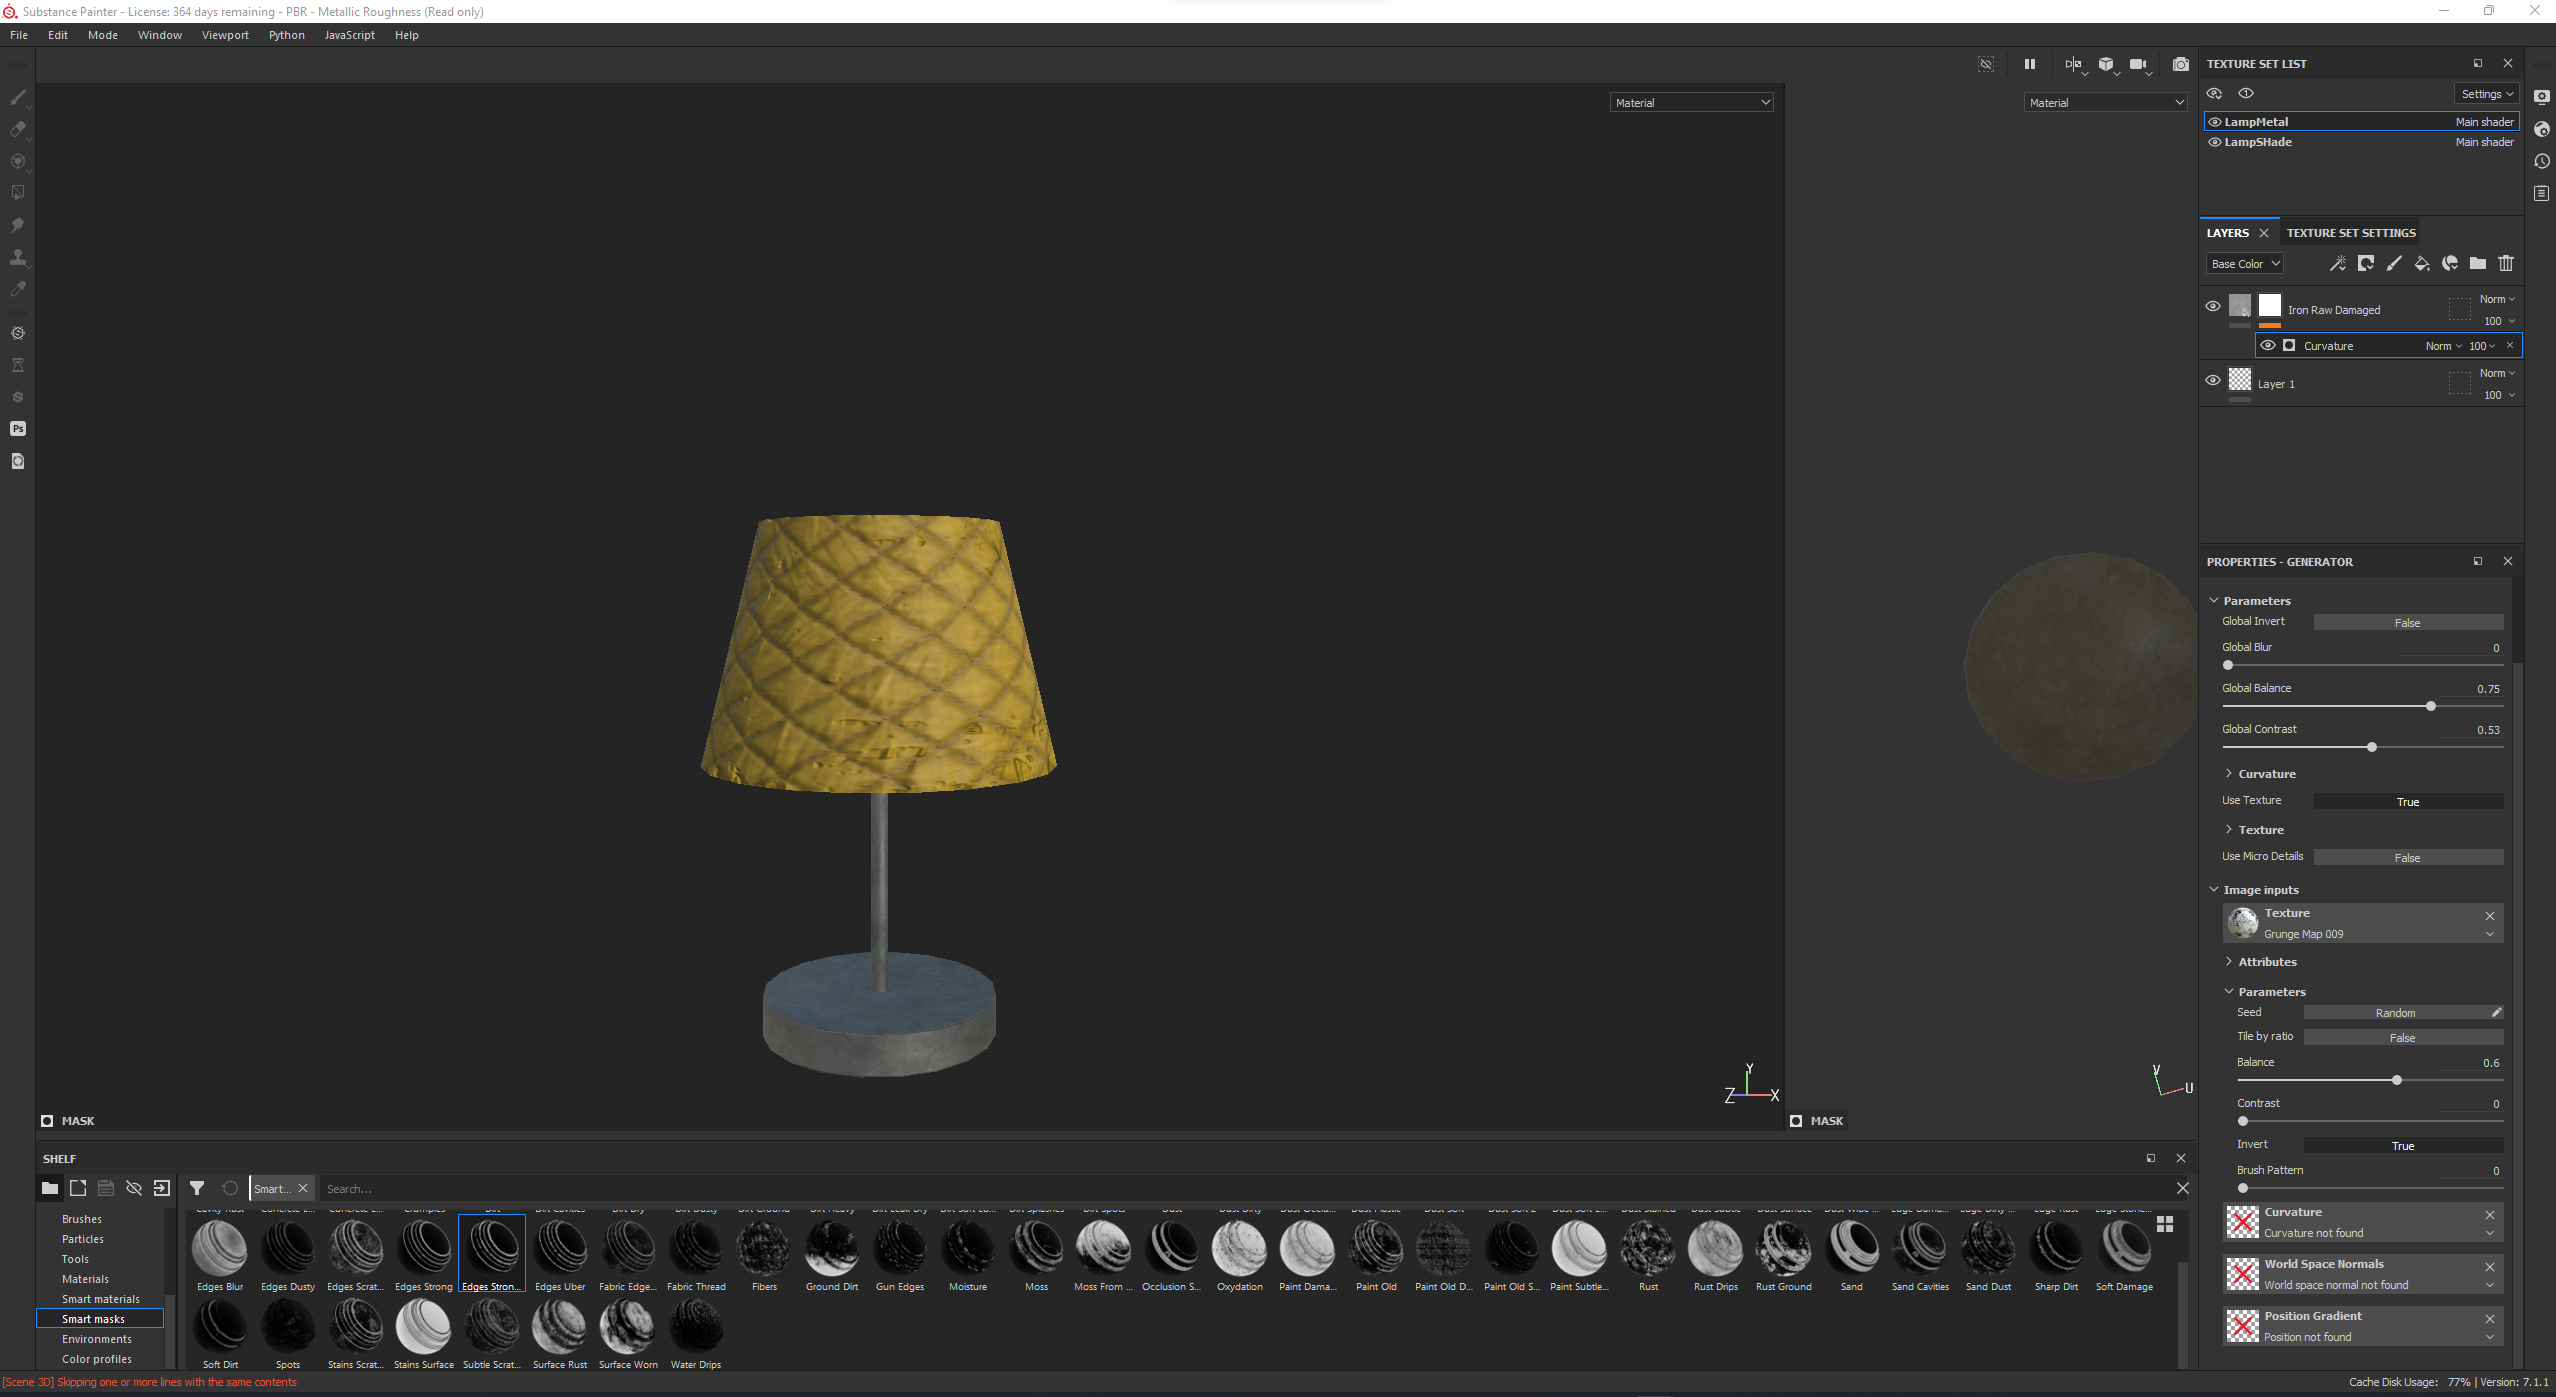 Substance Painter - License: 364 days remaining - PBR - Metallic Roughness (Read only)
File Edit Mode Window Viewport Python JavaScript Help
Material
Material
MASK
MASK
Y
Z
X
V
U
TEXTURE SET LIST
Settings
LampMetal Main shader
LampSHade Main shader
LAYERS TEXTURE SET SETTINGS
Base Color
Iron Raw Damaged Norm
100
Curvature Norm 100
Layer 1 Norm
100
PROPERTIES - GENERATOR
Parameters
Global Invert False
Global Blur 0
Global Balance 0.75
Global Contrast 0.53
Curvature
Use Texture True
Texture
Use Micro Details False
Image inputs
Texture
Grunge Map 009
Attributes
Parameters
Seed Random
Tile by ratio False
Balance 0.6
Contrast 0
Invert True
Brush Pattern 0
Curvature
Curvature not found
World Space Normals
World space normal not found
Position Gradient
Position not found
SHELF
Smart... Search...
Brushes
Particles
Tools
Materials
Smart materials
Smart masks
Environments
Color profiles
Edges Blur Edges Dusty Edges Scrat... Edges Strong Edges Stron... Edges Uber Fabric Edge... Fabric Thread Fibers Ground Dirt Gun Edges Moisture Moss Moss From ... Occlusion S... Oxydation Paint Dama... Paint Old Paint Old D... Paint Old S... Paint Subtle... Rust Rust Drips Rust Ground Sand Sand Cavities Sand Dust Sharp Dirt Soft Damage
Soft Dirt Spots Stains Scrat... Stains Surface Subtle Scrat... Surface Rust Surface Worn Water Drips
[Scene 3D] Skipping one or more lines with the same contents
Cache Disk Usage: 77% | Version: 7.1.1
Ps